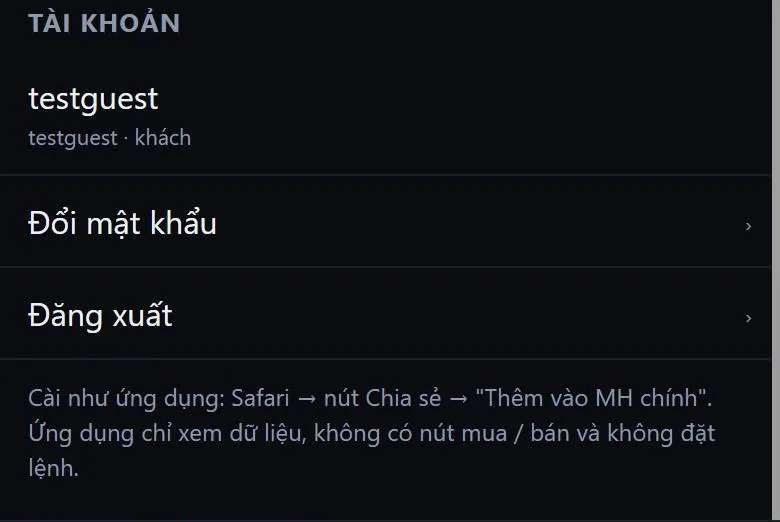 TÀI KHOẢN
testguest
testguest · khách
Đổi mật khẩu ›
Đăng xuất ›
Cài như ứng dụng: Safari → nút Chia sẻ → "Thêm vào MH chính".
Ứng dụng chỉ xem dữ liệu, không có nút mua / bán và không đặt
lệnh.